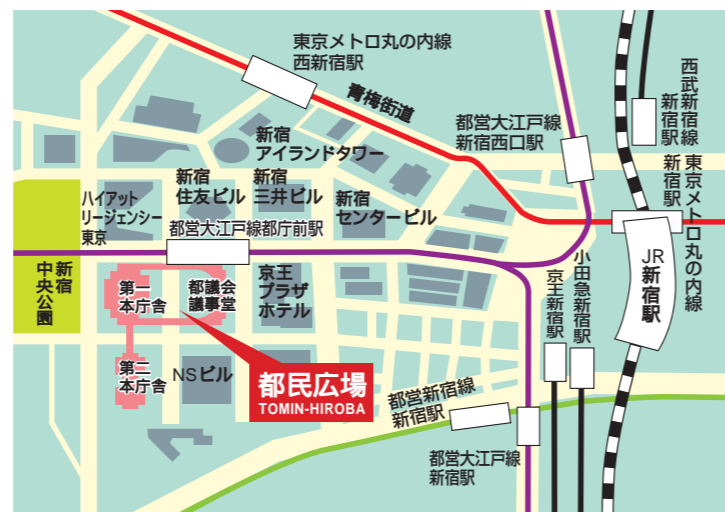 東京メトロ丸の内線
西新宿駅
青梅街道
都営大江戸線
新宿西口駅
西武新宿線
新宿駅
新宿
アイランドタワー
東京メトロ丸の内線
新宿駅
ハイアット
リージェンシー
東京
新宿
住友ビル
新宿
三井ビル
新宿
センタービル
都営大江戸線都庁前駅
新宿
中央公園
第一
本庁舎
都議会
議事堂
京王
プラザ
ホテル
小田急新宿駅
京王新宿駅
JR
新宿駅
第二
本庁舎
NSビル
都民広場
TOMIN-HIROBA
都営新宿線
新宿駅
都営大江戸線
新宿駅